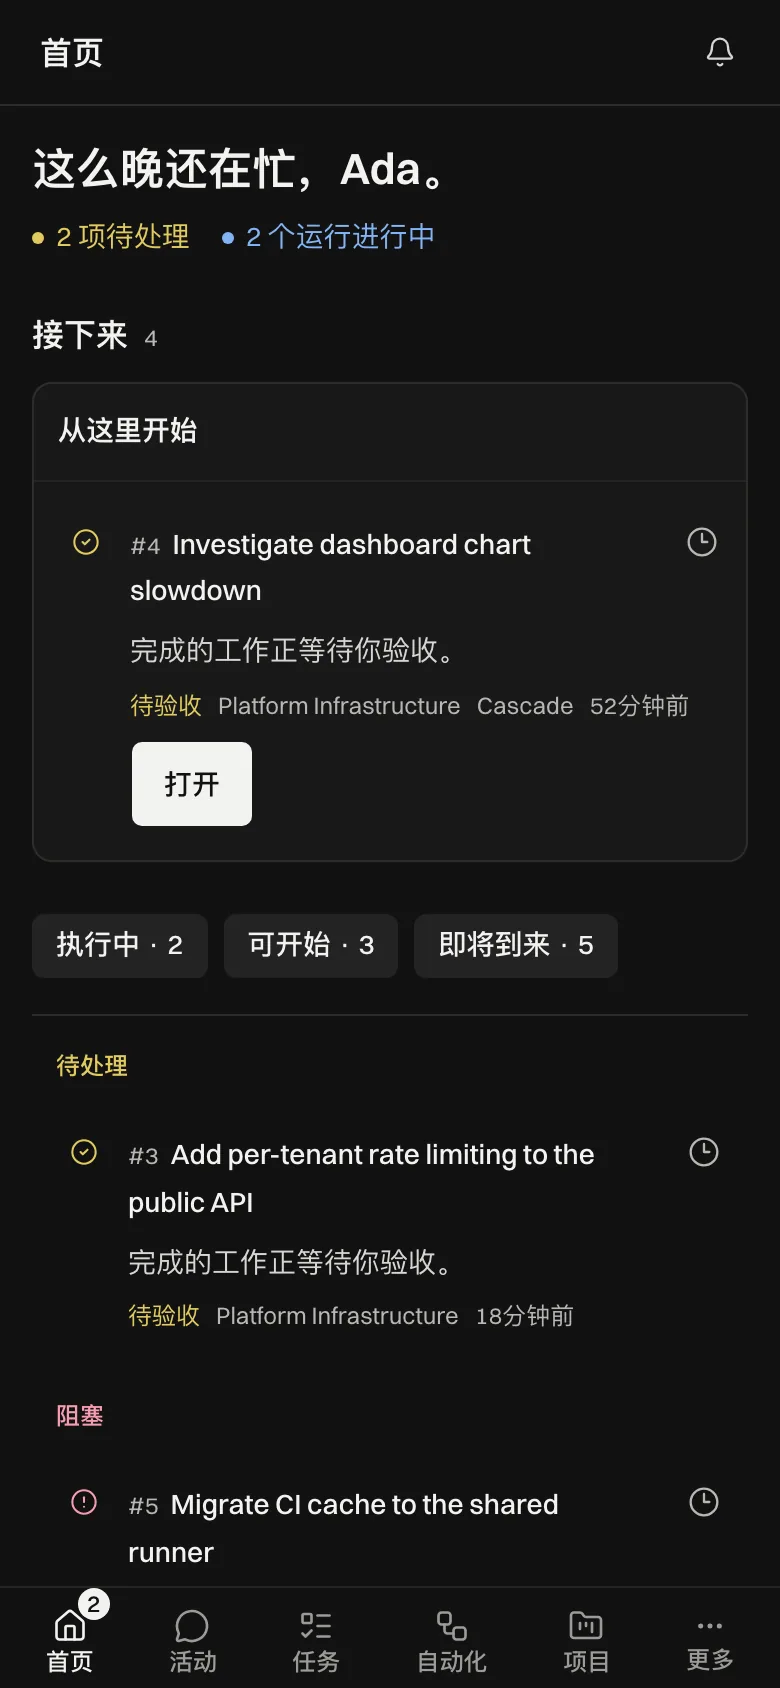 首页
这么晚还在忙，Ada。
2 项待处理 2 个运行进行中
接下来 4
从这里开始
#4 Investigate dashboard chart
slowdown
完成的工作正等待你验收。
待验收 Platform Infrastructure Cascade 52分钟前
打开
执行中 · 2 可开始 · 3 即将到来 · 5
待处理
#3 Add per-tenant rate limiting to the
public API
完成的工作正等待你验收。
待验收 Platform Infrastructure 18分钟前
阻塞
#5 Migrate CI cache to the shared
runner
2
首页 活动 任务 自动化 项目 更多